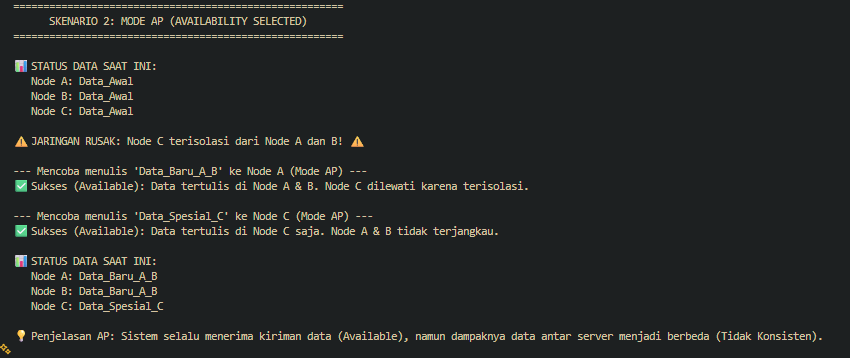 =======================================================
SKENARIO 2: MODE AP (AVAILABILITY SELECTED)
=======================================================
📊 STATUS DATA SAAT INI:
Node A: Data_Awal
Node B: Data_Awal
Node C: Data_Awal
⚠️ JARINGAN RUSAK: Node C terisolasi dari Node A dan B! ⚠️
--- Mencoba menulis 'Data_Baru_A_B' ke Node A (Mode AP) ---
✅ Sukses (Available): Data tertulis di Node A & B. Node C dilewati karena terisolasi.
--- Mencoba menulis 'Data_Spesial_C' ke Node C (Mode AP) ---
✅ Sukses (Available): Data tertulis di Node C saja. Node A & B tidak terjangkau.
📊 STATUS DATA SAAT INI:
Node A: Data_Baru_A_B
Node B: Data_Baru_A_B
Node C: Data_Spesial_C
💡 Penjelasan AP: Sistem selalu menerima kiriman data (Available), namun dampaknya data antar server menjadi berbeda (Tidak Konsisten).